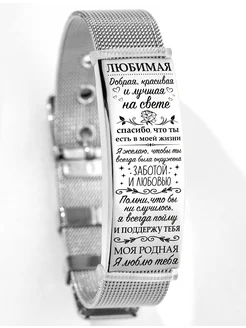 ЛЮБИМАЯ
Добрая, красивая
и лучшая
на свете
спасибо, что ты
есть в моей жизни
Я желаю, чтобы ты
всегда была окружена
ЗАБОТОЙ
И ЛЮБОВЬЮ
Помни, что бы
ни случилось,
я всегда пойму
И ПОДДЕРЖУ ТЕБЯ
МОЯ РОДНАЯ
Я люблю тебя